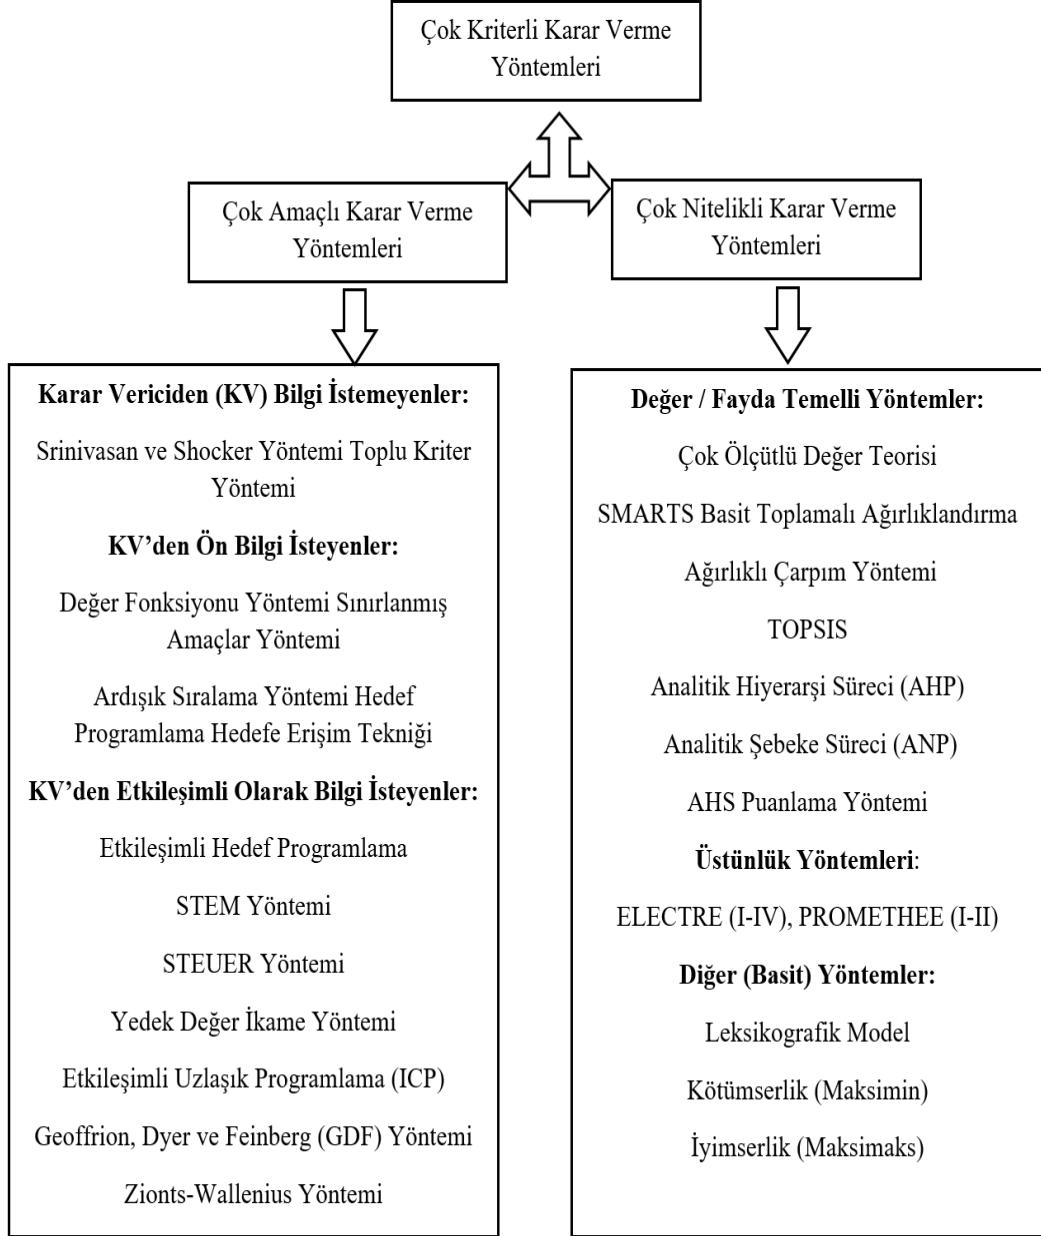 Çok Kriterli Karar Verme
Yöntemleri
Çok Amaçlı Karar Verme
Yöntemleri
Çok Nitelikli Karar Verme
Yöntemleri
Karar Vericiden (KV) Bilgi İstemeyenler:
Srinivasan ve Shocker Yöntemi Toplu Kriter
Yöntemi
KV’den Ön Bilgi İsteyenler:
Değer Fonksiyonu Yöntemi Sınırlanmış
Amaçlar Yöntemi
Ardışık Sıralama Yöntemi Hedef
Programlama Hedefe Erişim Tekniği
KV’den Etkileşimli Olarak Bilgi İsteyenler:
Etkileşimli Hedef Programlama
STEM Yöntemi
STEUER Yöntemi
Yedek Değer İkame Yöntemi
Etkileşimli Uzlaşık Programlama (ICP)
Geoffrion, Dyer ve Feinberg (GDF) Yöntemi
Zionts-Wallenius Yöntemi
Değer / Fayda Temelli Yöntemler:
Çok Ölçütlü Değer Teorisi
SMARTS Basit Toplamalı Ağırlıklandırma
Ağırlıklı Çarpım Yöntemi
TOPSIS
Analitik Hiyerarşi Süreci (AHP)
Analitik Şebeke Süreci (ANP)
AHS Puanlama Yöntemi
Üstünlük Yöntemleri:
ELECTRE (I-IV), PROMETHEE (I-II)
Diğer (Basit) Yöntemler:
Leksikografik Model
Kötümserlik (Maksimin)
İyimserlik (Maksimaks)